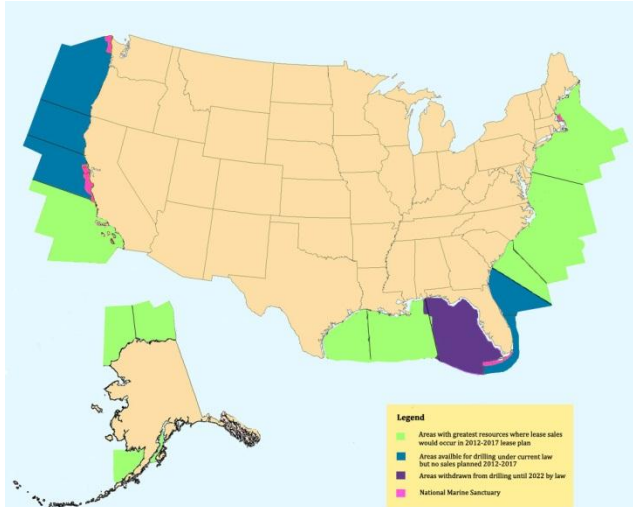 Legend
Areas with greatest resources where lease sales
would occur in 2012-2017 lease plan
Areas availble for drilling under current law
but no sales planned 2012-2017
Areas withdrawn from drilling until 2022 by law
National Marine Sanctuary